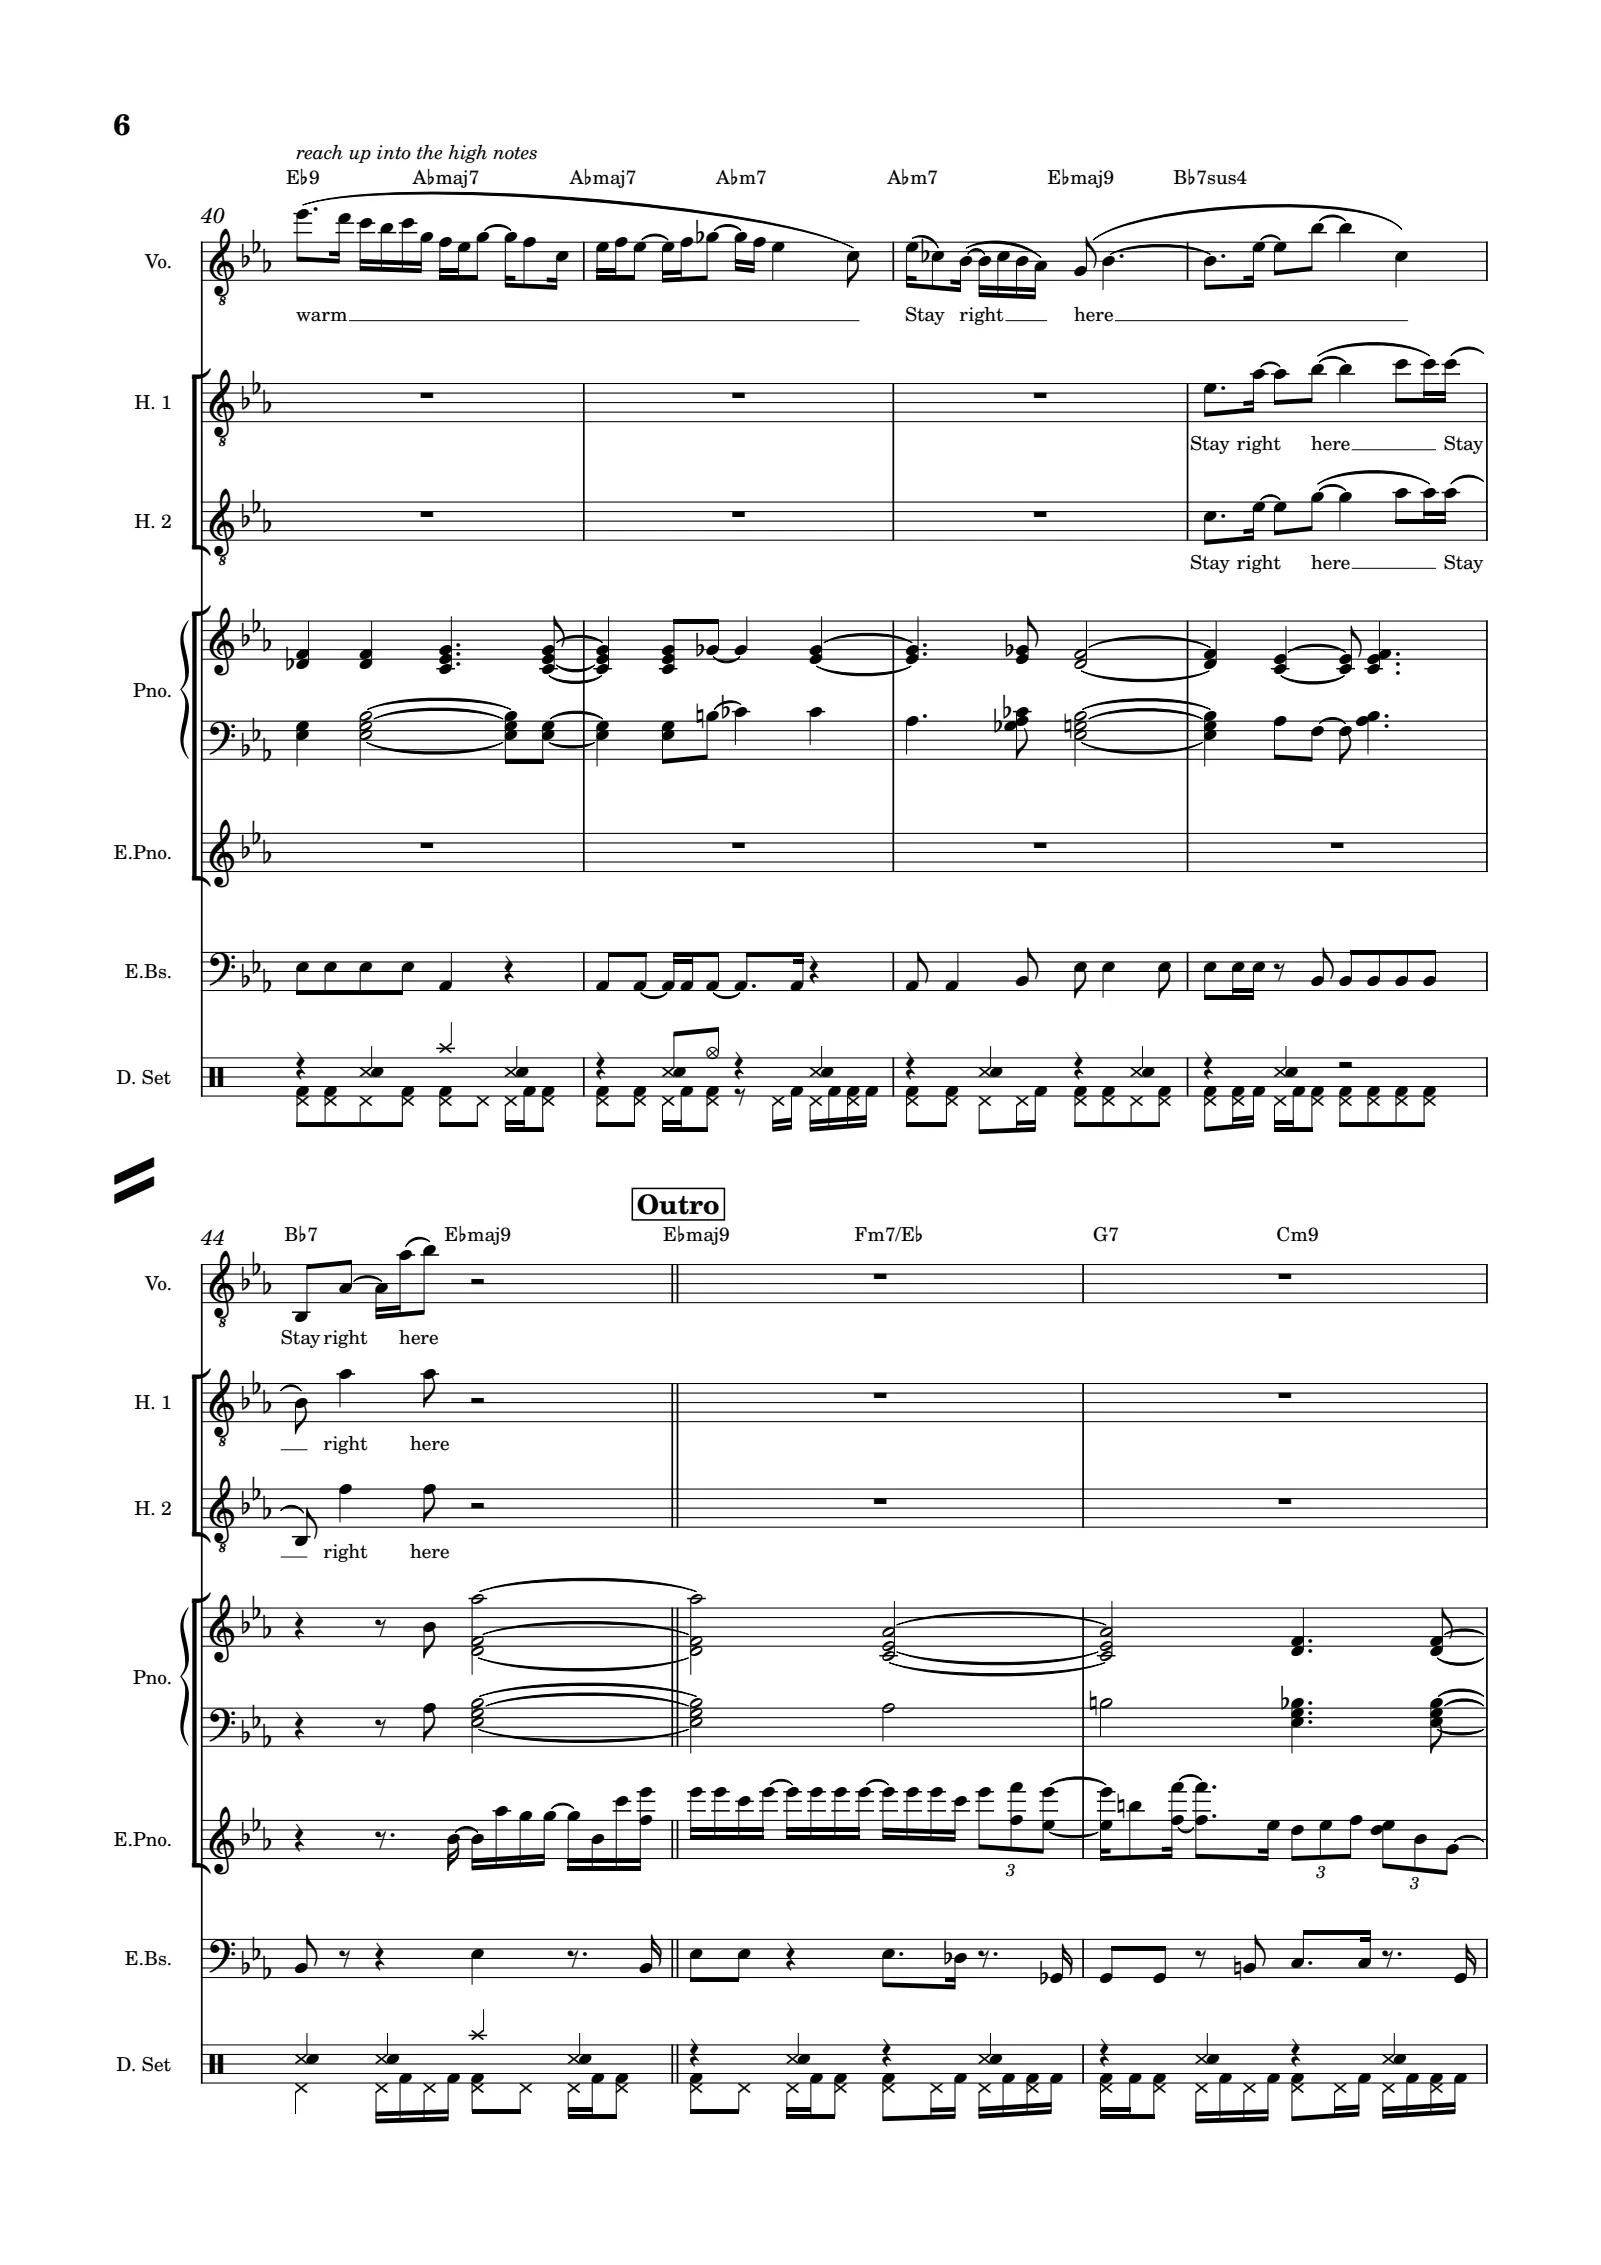 6
reach up into the high notes
E♭9 A♭maj7 A♭maj7 A♭m7 A♭m7 E♭maj9 B♭7sus4
40
Vo.
warm Stay right here
H. 1
Stay right here Stay
H. 2
Stay right here Stay
Pno.
E.Pno.
E.Bs.
D. Set
Outro
44 B♭7 E♭maj9 E♭maj9 Fm7/E♭ G7 Cm9
Vo.
Stay right here
H. 1
right here
H. 2
right here
Pno.
E.Pno.
3 3 3
E.Bs.
D. Set